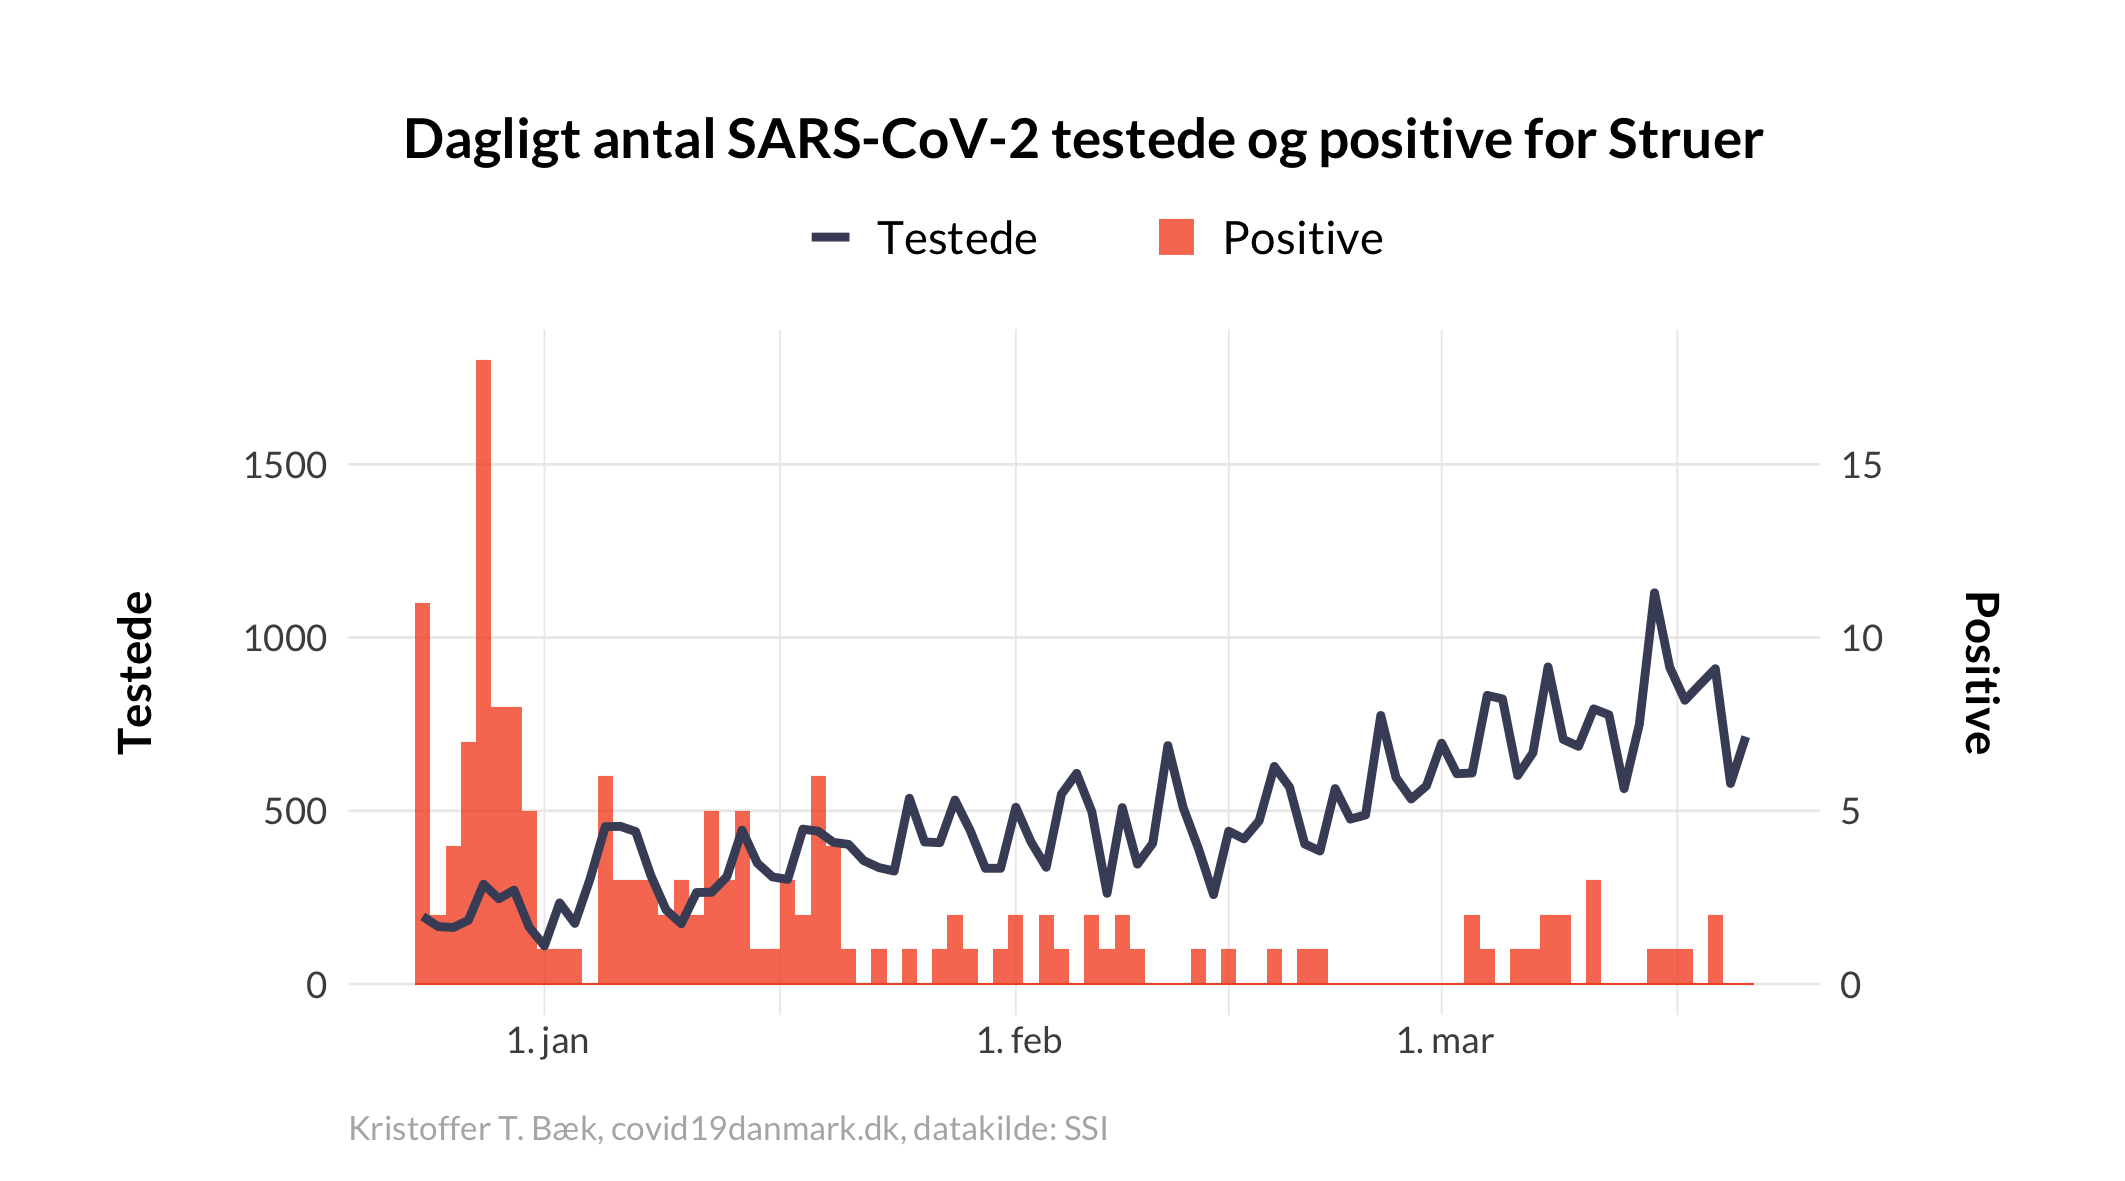 Dagligt antal SARS-CoV-2 testede og positive for Struer
Testede
Positive
1500
1000
500
0
15
10
5
0
Testede
Positive
1. jan
1. feb
1. mar
Kristoffer T. Bæk, covid19danmark.dk, datakilde: SSI